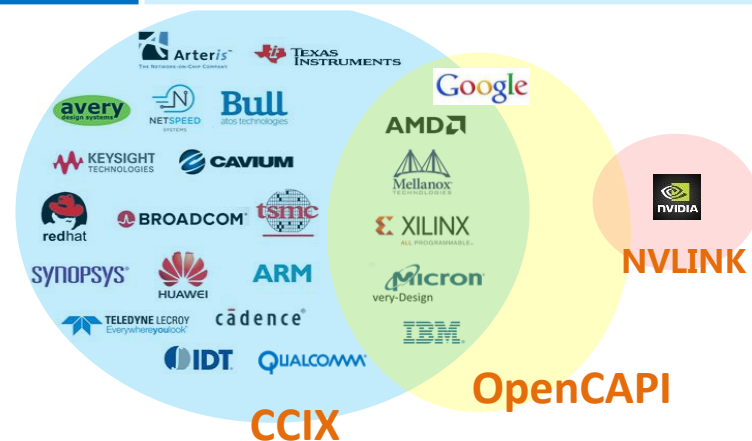 Arteris
THE NETWORK-ON-CHIP COMPANY
TEXAS
INSTRUMENTS
Google
avery
design systems
N
NETSPEED
SYSTEMS
Bull
atos technologies
AMD
KEYSIGHT
TECHNOLOGIES
CAVIUM
Mellanox
TECHNOLOGIES
NVIDIA
redhat
BROADCOM
tsmc
XILINX
ALL PROGRAMMABLE
NVLINK
SYNOPSYS
HUAWEI
ARM
Micron
very-Design
TELEDYNE LECROY
Everywhereyoulook
cādence
IBM
IDT
QUALCOMM
OpenCAPI
CCIX